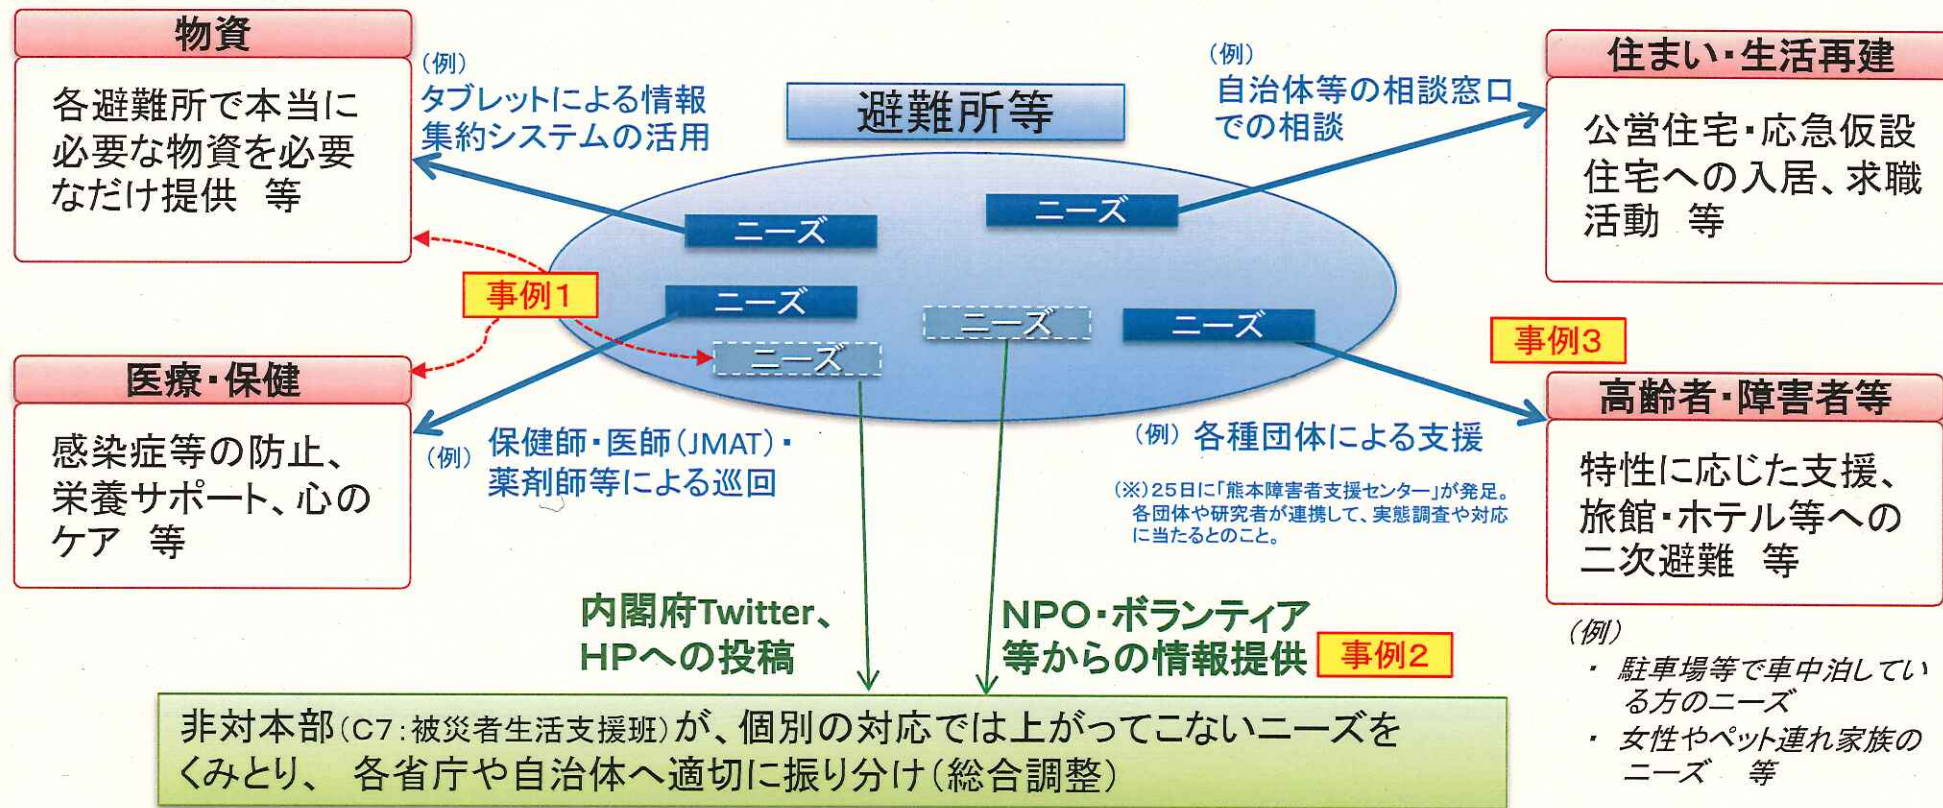 物資
各避難所で本当に
必要な物資を必要
なだけ提供 等
(例)
タブレットによる情報
集約システムの活用
避難所等
(例)
自治体等の相談窓口
での相談
住まい・生活再建
公営住宅・応急仮設
住宅への入居、求職
活動 等
ニーズ
ニーズ
事例1
ニーズ
ニーズ
ニーズ
ニーズ
事例3
医療・保健
感染症等の防止、
栄養サポート、心の
ケア 等
(例) 保健師・医師(JMAT)・
薬剤師等による巡回
(例) 各種団体による支援
(※)25日に「熊本障害者支援センター」が発足。
各団体や研究者が連携して、実態調査や対応
に当たるとのこと。
高齢者・障害者等
特性に応じた支援、
旅館・ホテル等への
二次避難 等
(例)
・ 駐車場等で車中泊してい
る方のニーズ
・ 女性やペット連れ家族の
ニーズ 等
内閣府Twitter、
HPへの投稿
NPO・ボランティア
等からの情報提供
事例2
非対本部(C7:被災者生活支援班)が、個別の対応では上がってこないニーズを
くみとり、 各省庁や自治体へ適切に振り分け(総合調整)